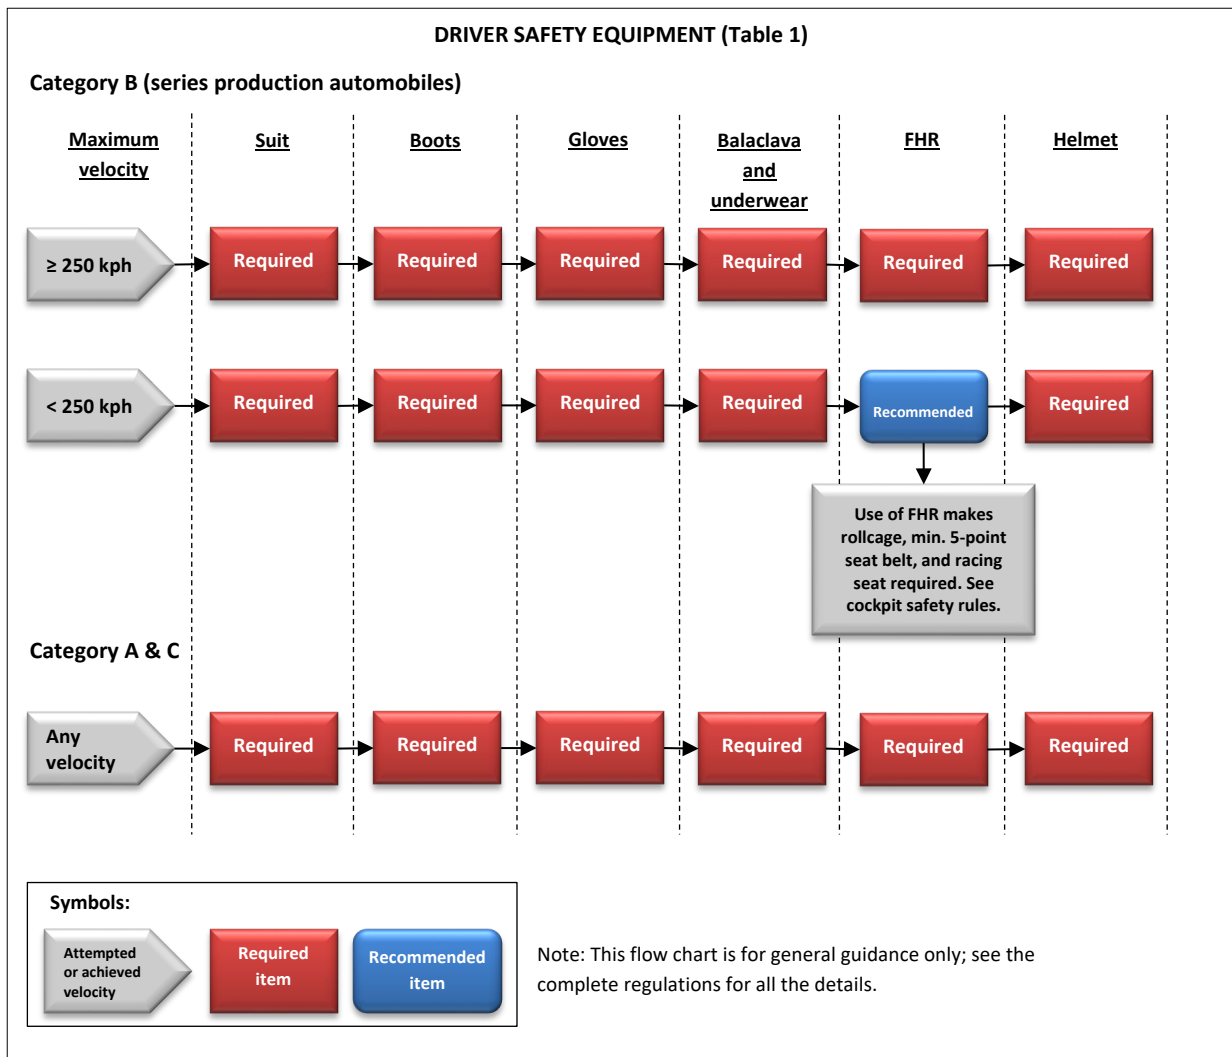 DRIVER SAFETY EQUIPMENT (Table 1)
Category B (series production automobiles)
Maximum
velocity
Suit
Boots
Gloves
Balaclava
and
underwear
FHR
Helmet
≥ 250 kph
Required
Required
Required
Required
Required
Required
< 250 kph
Required
Required
Required
Required
Recommended
Required
Use of FHR makes
rollcage, min. 5-point
seat belt, and racing
seat required. See
cockpit safety rules.
Category A & C
Any
velocity
Required
Required
Required
Required
Required
Required
Symbols:
Attempted
or achieved
velocity
Required
item
Recommended
item
Note: This flow chart is for general guidance only; see the
complete regulations for all the details.